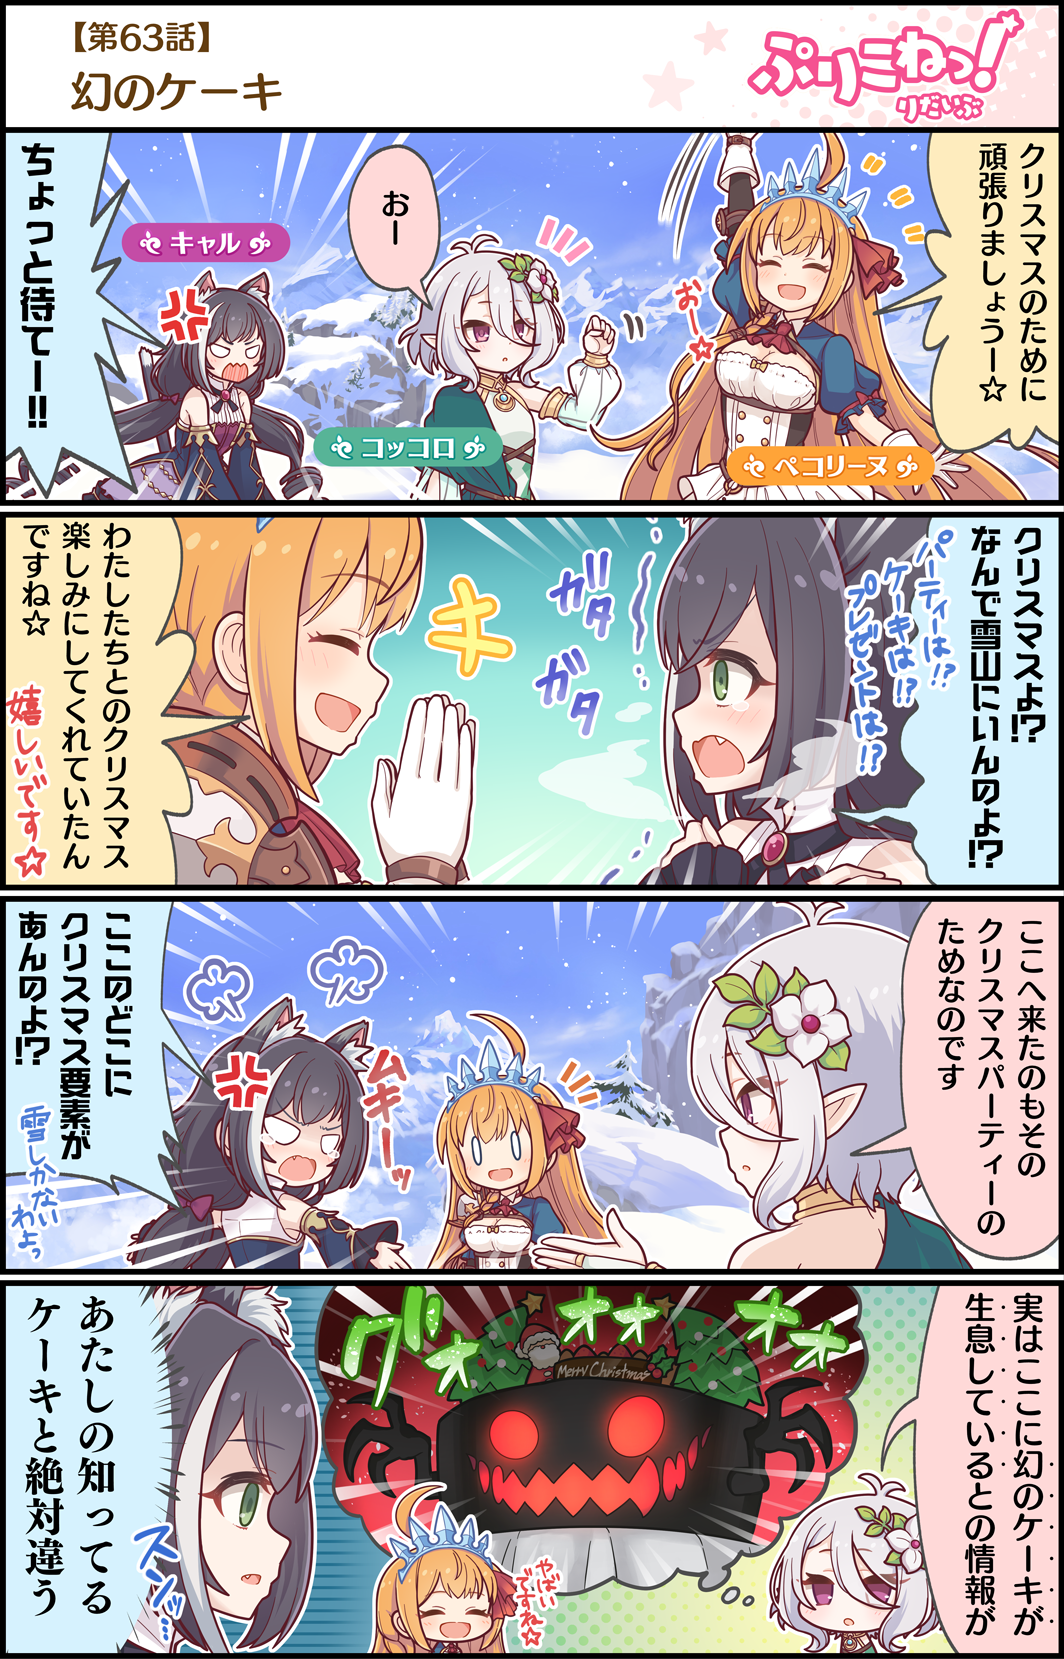 【第63話】
幻のケーキ
ぷりこねっ!
りだいぶ
クリスマスのために
頑張りましょうー☆
おー☆
ペコリーヌ
おー
コッコロ
キャル
ちょっと待てー!!
クリスマスよ!?
なんで雪山にいんのよ!?
パーティーは!?
ケーキは!?
プレゼントは!?
ガタ
ガタ
キ
わたしたちとのクリスマス
楽しみにしてくれていたん
ですね☆
嬉しいです☆
ここへ来たのもその
クリスマスパーティーの
ためなのです
ムキーッ
ここのどこに
クリスマス要素が
あんのよ!?
雪しかない
わよっ
実はここに幻のケーキが
生息しているとの情報が
グォ
ォォ
ォォ
Merry Christmas
やばい
ですね☆
あたしの知ってる
ケーキと絶対違う
スンッ…